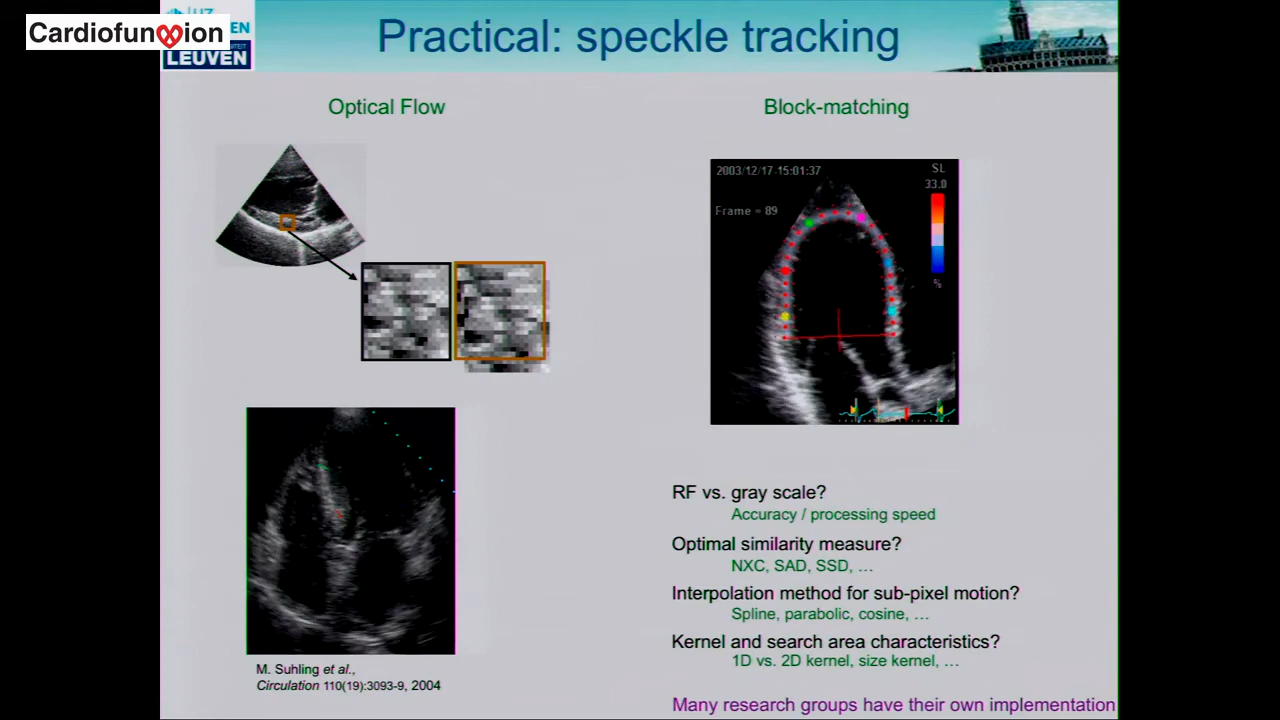 Cardiofunxion
LEUVEN
Practical: speckle tracking
Optical Flow
Block-matching
2003/12/17-15:01:37
SL
33.0
Frame = 89
%
M. Suhling et al.,
Circulation 110(19):3093-9, 2004
RF vs. gray scale?
Accuracy / processing speed
Optimal similarity measure?
NXC, SAD, SSD, …
Interpolation method for sub-pixel motion?
Spline, parabolic, cosine, …
Kernel and search area characteristics?
1D vs. 2D kernel, size kernel, …
Many research groups have their own implementation